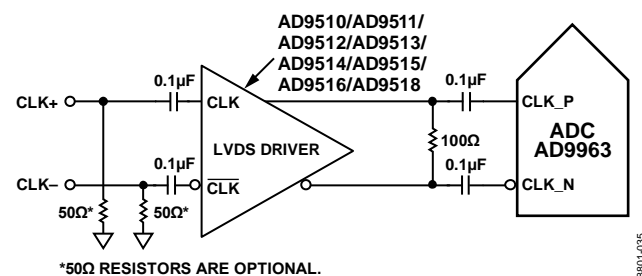 AD9510/AD9511/
AD9512/AD9513/
AD9514/AD9515/
AD9516/AD9518
0.1µF
0.1µF
CLK+
CLK
CLK_P
ADC
AD9963
100Ω
LVDS DRIVER
0.1µF
0.1µF
CLK–
CLK
CLK_N
50Ω*
50Ω*
*50Ω RESISTORS ARE OPTIONAL.